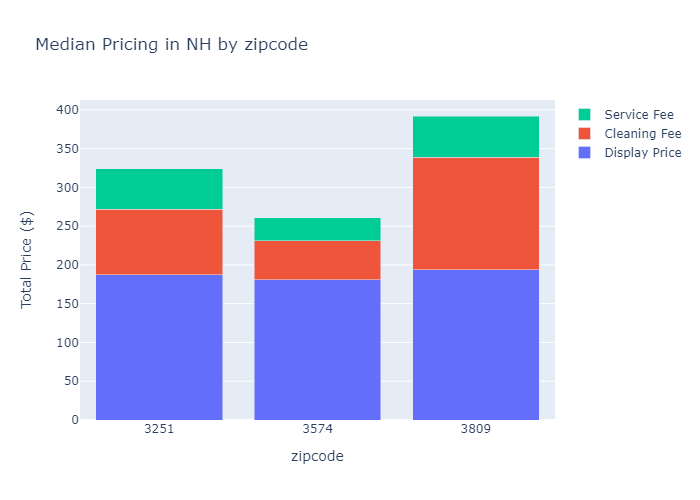 Median Pricing in NH by zipcode
Service Fee
Cleaning Fee
Display Price
Total Price ($)
400
350
300
250
200
150
100
50
0
3251 3574 3809
zipcode